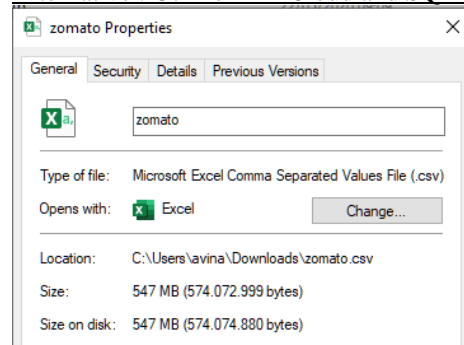 zomato Properties
General Security Details Previous Versions
zomato
Type of file: Microsoft Excel Comma Separated Values File (.csv)
Opens with: Excel Change...
Location: C:\Users\avina\Downloads\zomato.csv
Size: 547 MB (574.072.999 bytes)
Size on disk: 547 MB (574.074.880 bytes)